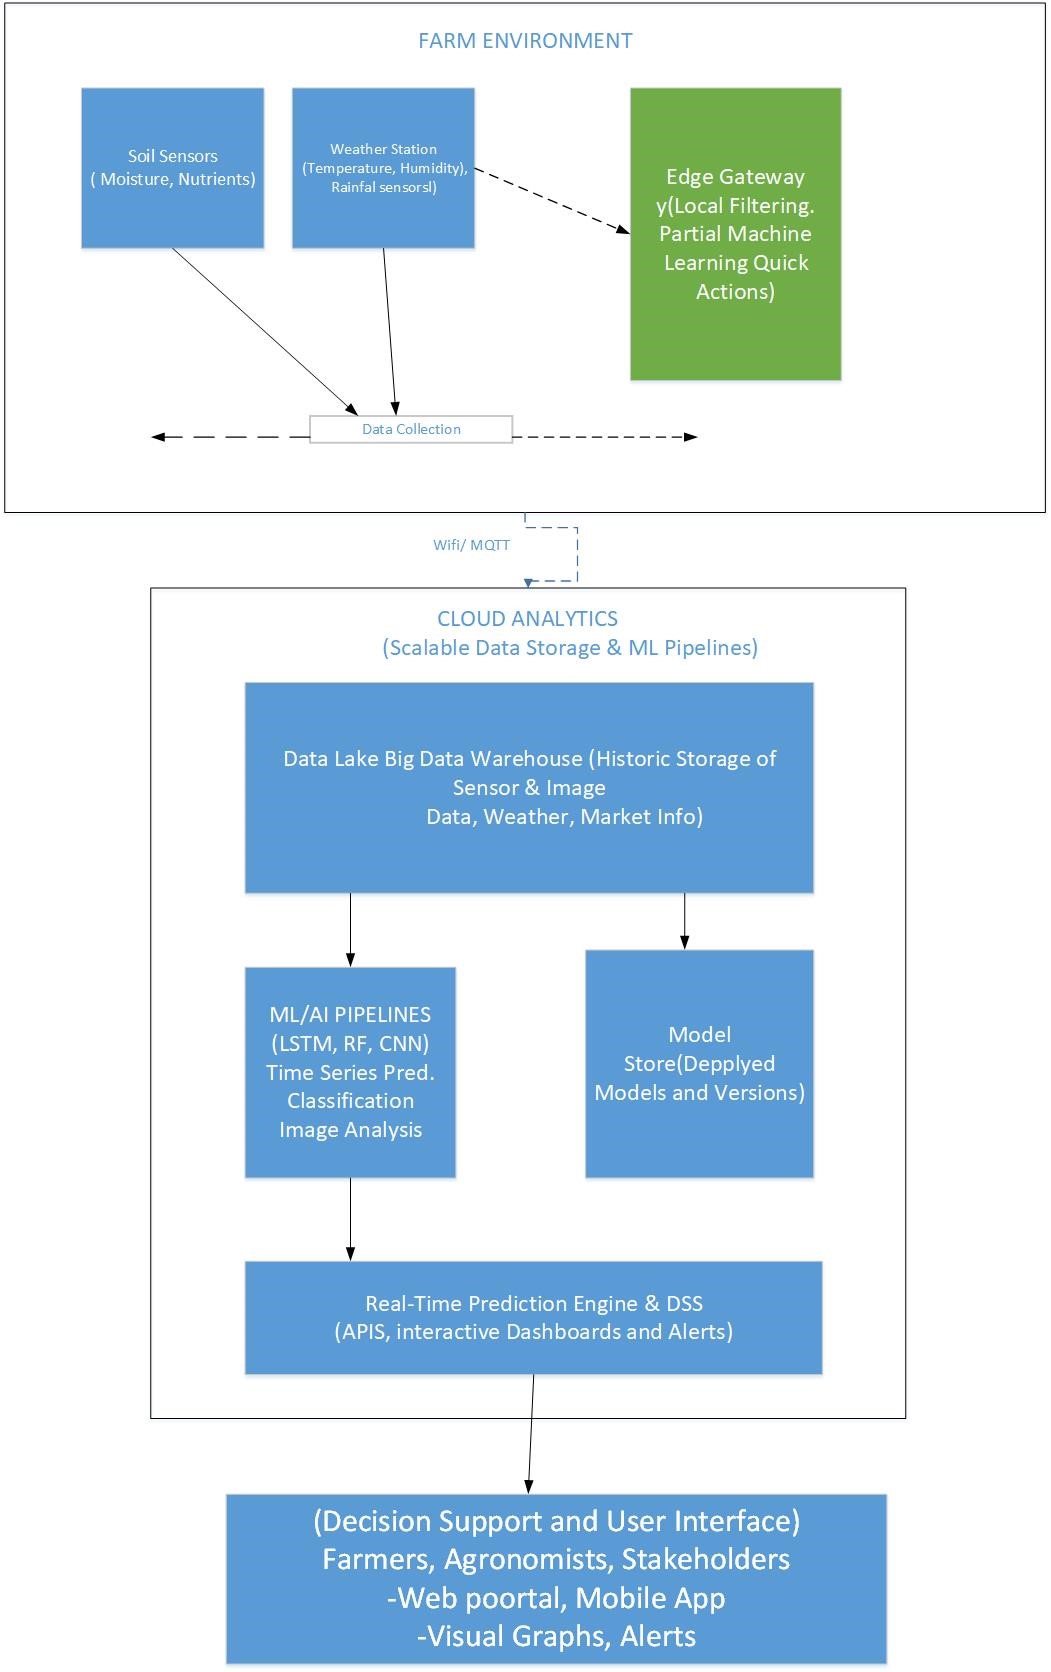 FARM ENVIRONMENT
Soil Sensors
( Moisture, Nutrients)
Weather Station
(Temperature, Humidity),
Rainfal sensorsl)
Edge Gateway
y(Local Filtering.
Partial Machine
Learning Quick
Actions)
Data Collection
Wifi/ MQTT
CLOUD ANALYTICS
(Scalable Data Storage & ML Pipelines)
Data Lake Big Data Warehouse (Historic Storage of
Sensor & Image
Data, Weather, Market Info)
ML/AI PIPELINES
(LSTM, RF, CNN)
Time Series Pred.
Classification
Image Analysis
Model
Store(Depplyed
Models and Versions)
Real-Time Prediction Engine & DSS
(APIS, interactive Dashboards and Alerts)
(Decision Support and User Interface)
Farmers, Agronomists, Stakeholders
-Web poortal, Mobile App
-Visual Graphs, Alerts